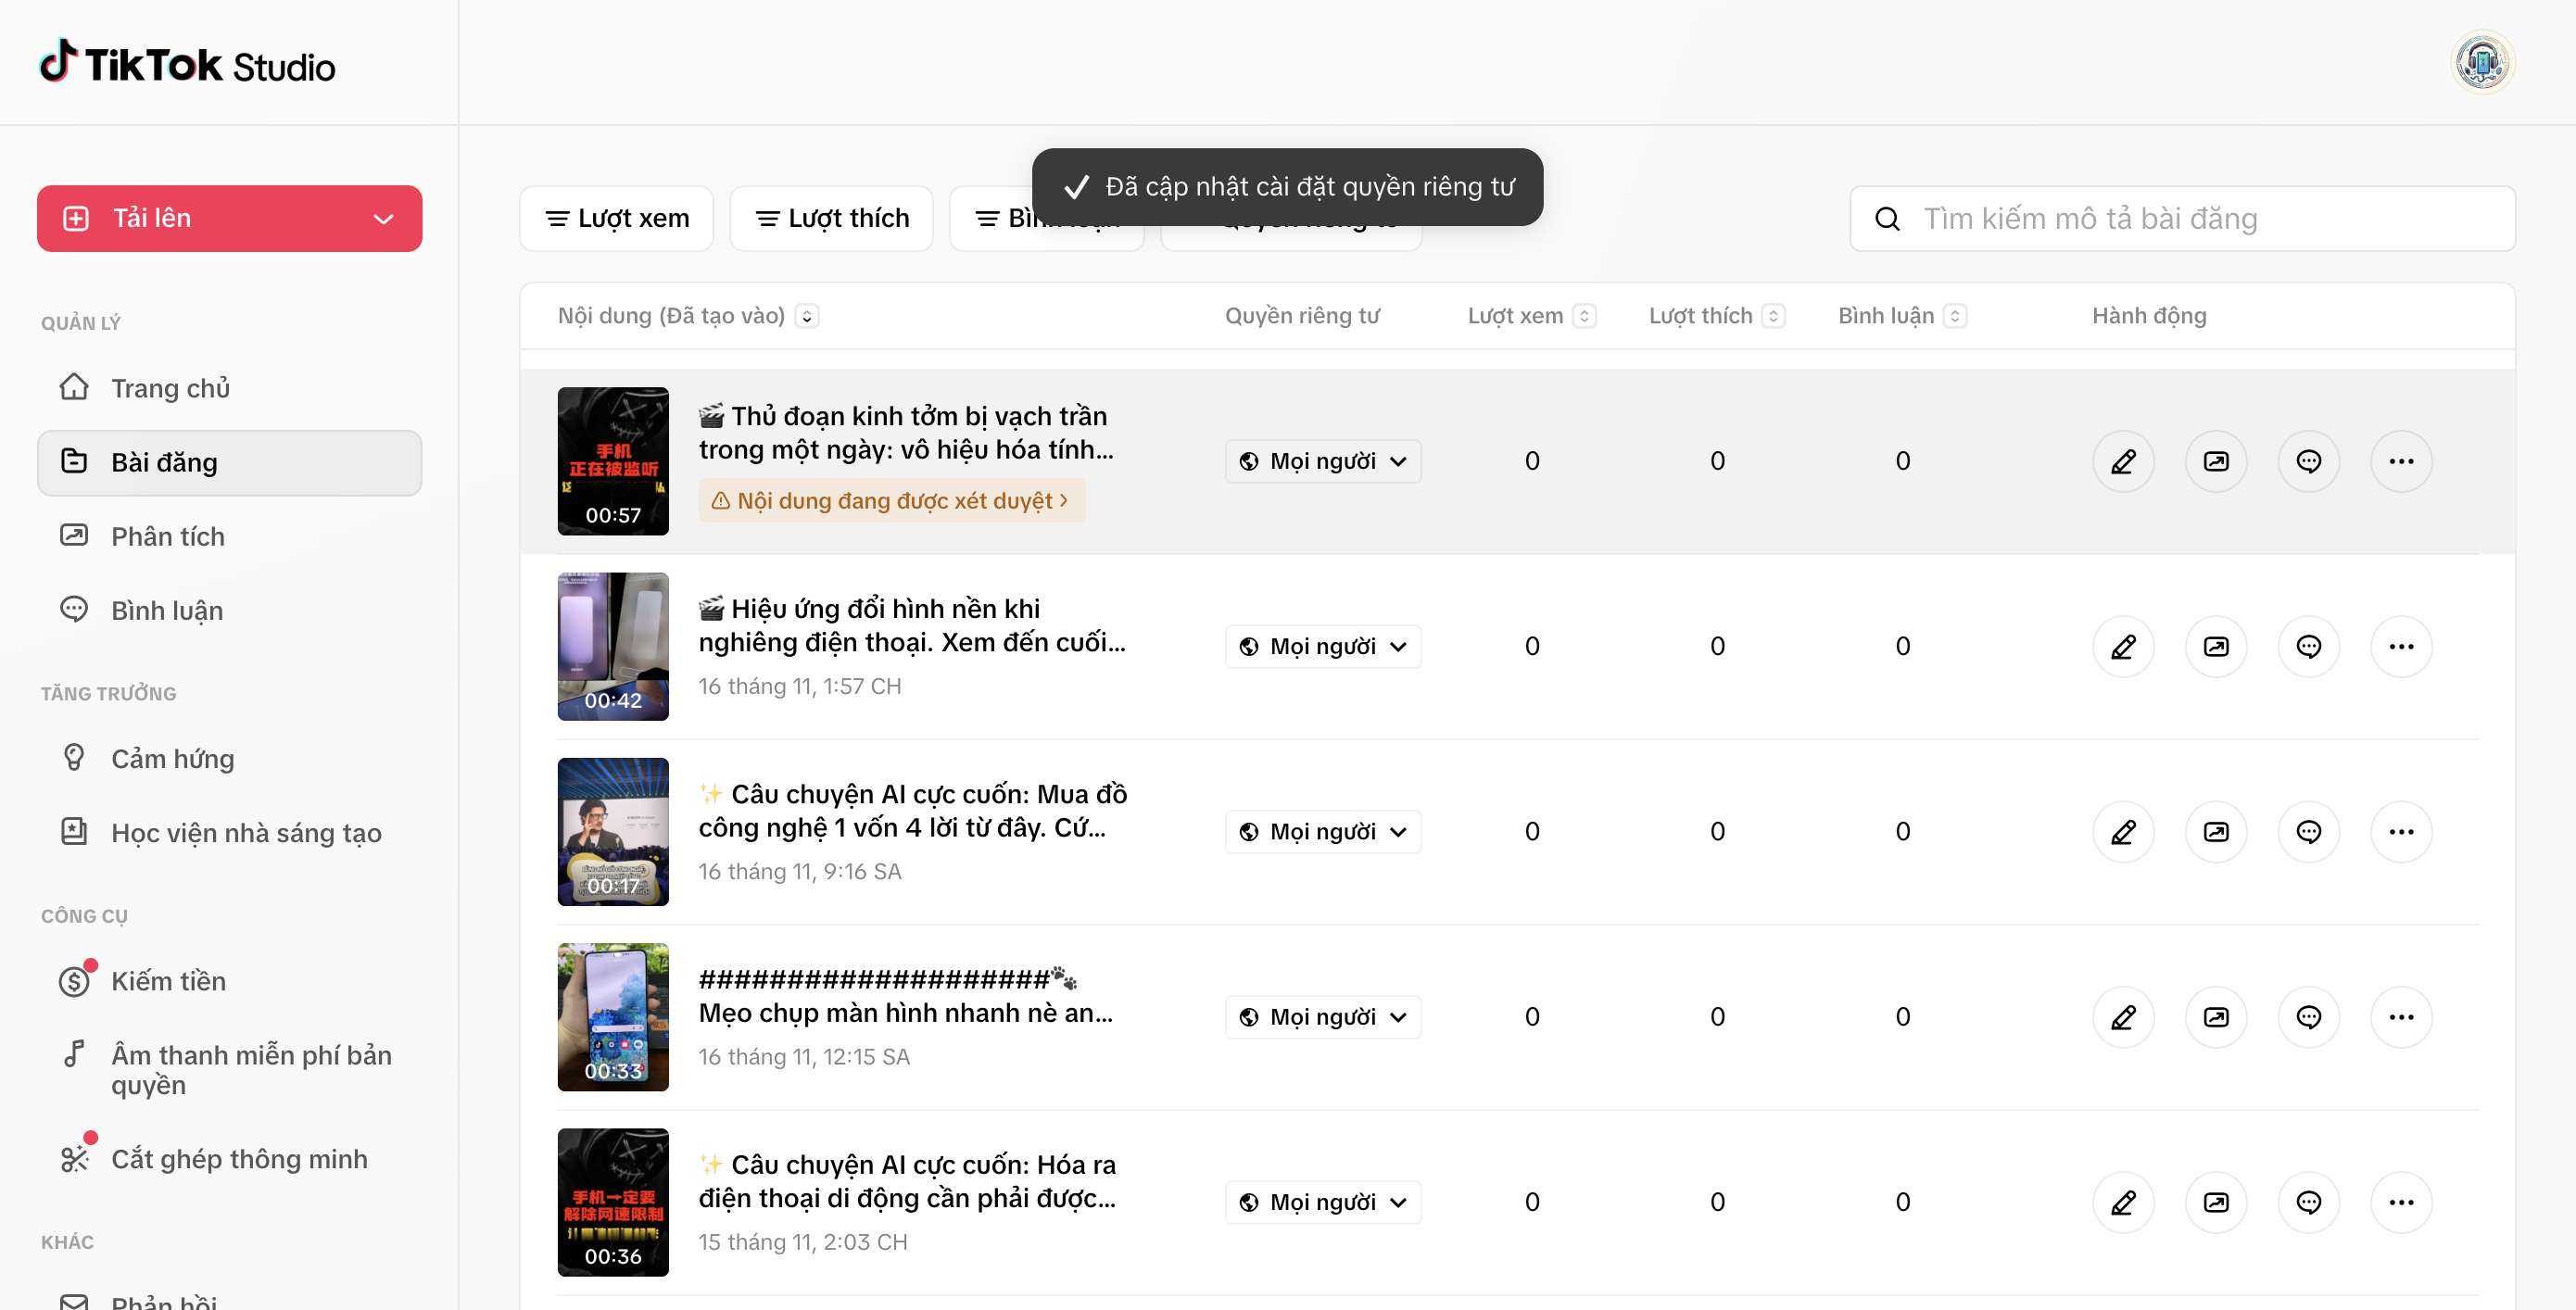 TikTok Studio
Đã cập nhật cài đặt quyền riêng tư
Tải lên
Lượt xem
Lượt thích
Tìm kiếm mô tả bài đăng
QUẢN LÝ
Trang chủ
Bài đăng
Phân tích
Bình luận
TĂNG TRƯỞNG
Cảm hứng
Học viện nhà sáng tạo
CÔNG CỤ
Kiếm tiền
Âm thanh miễn phí bản
quyền
Cắt ghép thông minh
KHÁC
Phản hồi
Nội dung (Đã tạo vào)
Quyền riêng tư
Lượt xem
Lượt thích
Bình luận
Hành động
手机
正在被监听
00:57
🎬 Thủ đoạn kinh tởm bị vạch trần
trong một ngày: vô hiệu hóa tính...
Nội dung đang được xét duyệt
Mọi người
0
0
0
00:42
🎬 Hiệu ứng đổi hình nền khi
nghiêng điện thoại. Xem đến cuối...
16 tháng 11, 1:57 CH
Mọi người
0
0
0
00:17
✨ Câu chuyện AI cực cuốn: Mua đồ
công nghệ 1 vốn 4 lời từ đây. Cứ...
16 tháng 11, 9:16 SA
Mọi người
0
0
0
00:33
####################🐾
Mẹo chụp màn hình nhanh nè an...
16 tháng 11, 12:15 SA
Mọi người
0
0
0
手机一定要
解除网速限制
00:36
✨ Câu chuyện AI cực cuốn: Hóa ra
điện thoại di động cần phải được...
15 tháng 11, 2:03 CH
Mọi người
0
0
0